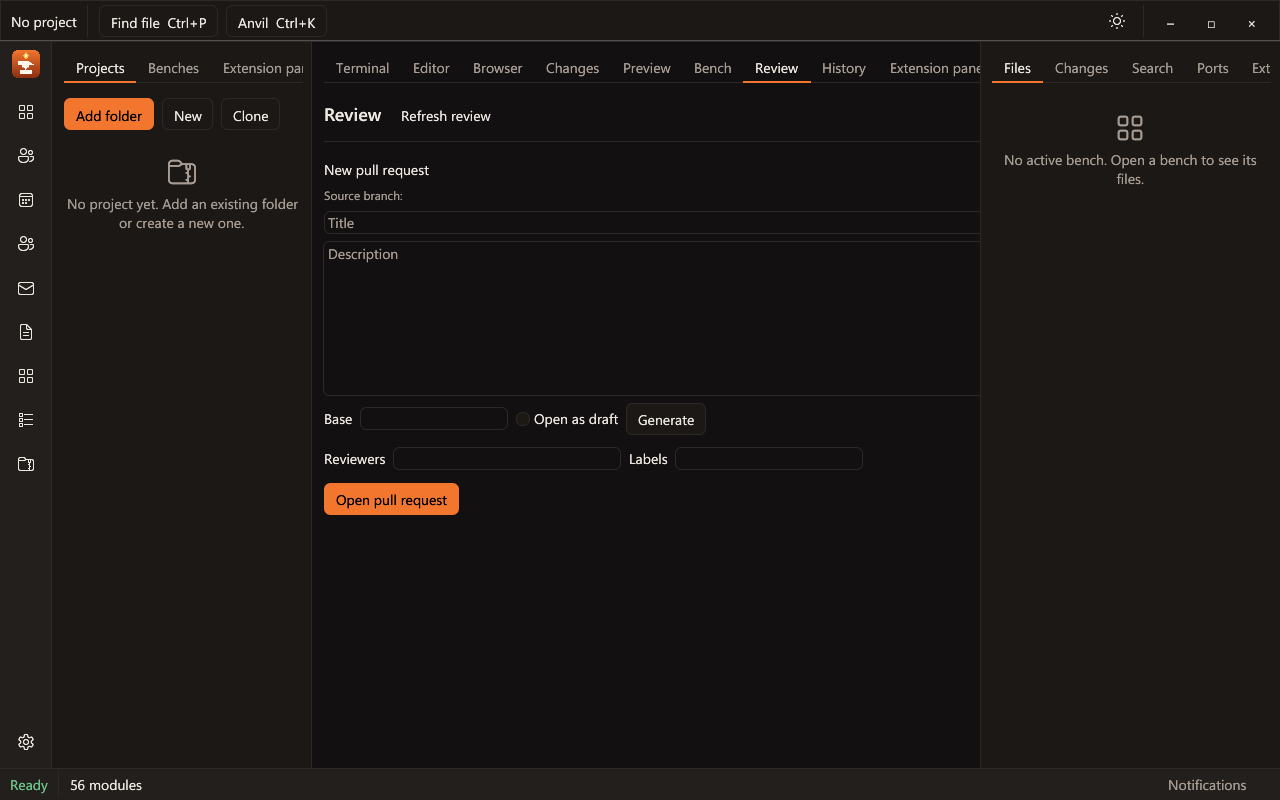 No project
Find file Ctrl+P
Anvil Ctrl+K
Projects
Benches
Extension par
Terminal
Editor
Browser
Changes
Preview
Bench
Review
History
Extension pane
Files
Changes
Search
Ports
Ext
Add folder
New
Clone
No project yet. Add an existing folder
or create a new one.
Review
Refresh review
New pull request
Source branch:
Title
Description
Base
Open as draft
Generate
Reviewers
Labels
Open pull request
No active bench. Open a bench to see its
files.
Ready
56 modules
Notifications